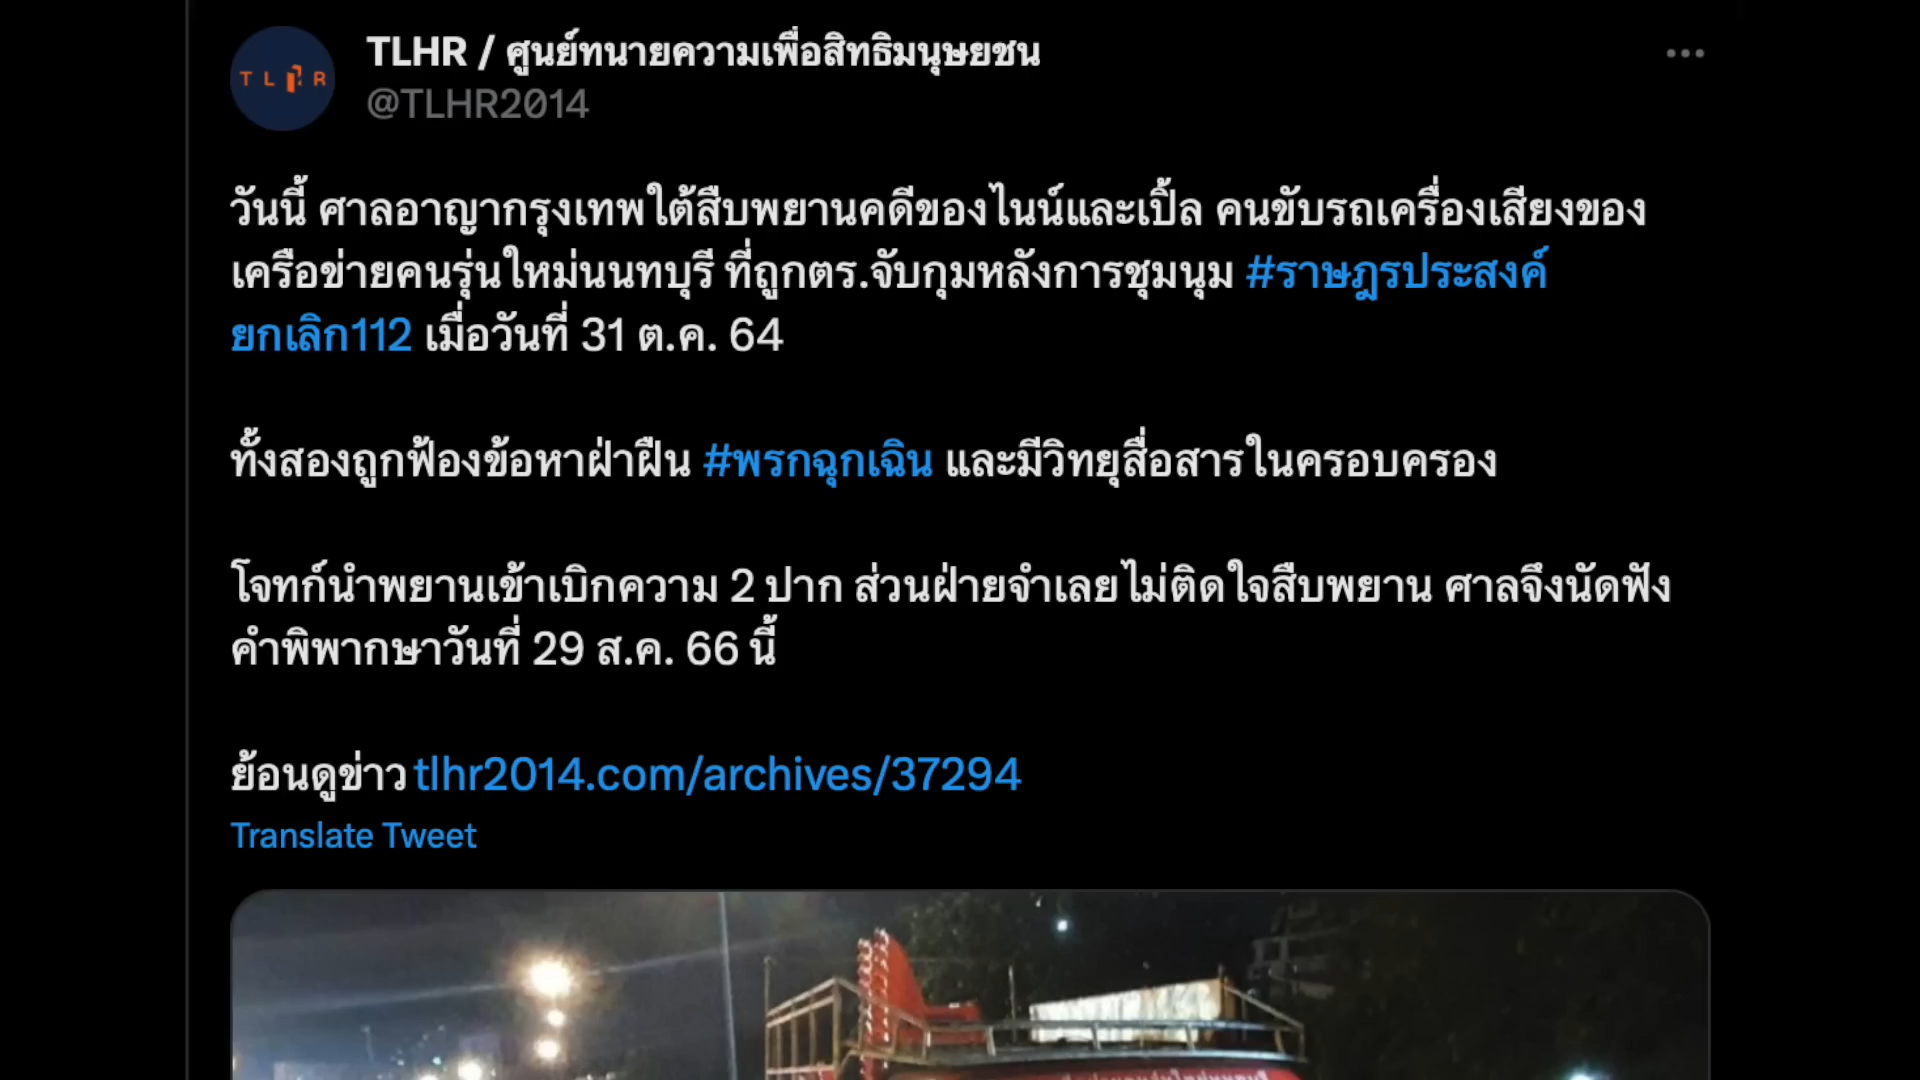 TLHR
TLHR / ศูนย์ทนายความเพื่อสิทธิมนุษยชน
@TLHR2014
วันนี้ ศาลอาญากรุงเทพใต้สืบพยานคดีของไนน์และเปิ้ล คนขับรถเครื่องเสียงของ
เครือข่ายคนรุ่นใหม่นนทบุรี ที่ถูกตร.จับกุมหลังการชุมนุม #ราษฎรประสงค์
ยกเลิก112 เมื่อวันที่ 31 ต.ค. 64
ทั้งสองถูกฟ้องข้อหาฝ่าฝืน #พรกฉุกเฉิน และมีวิทยุสื่อสารในครอบครอง
โจทก์นำพยานเข้าเบิกความ 2 ปาก ส่วนฝ่ายจำเลยไม่ติดใจสืบพยาน ศาลจึงนัดฟัง
คำพิพากษาวันที่ 29 ส.ค. 66 นี้
ย้อนดูข่าว tlhr2014.com/archives/37294
Translate Tweet